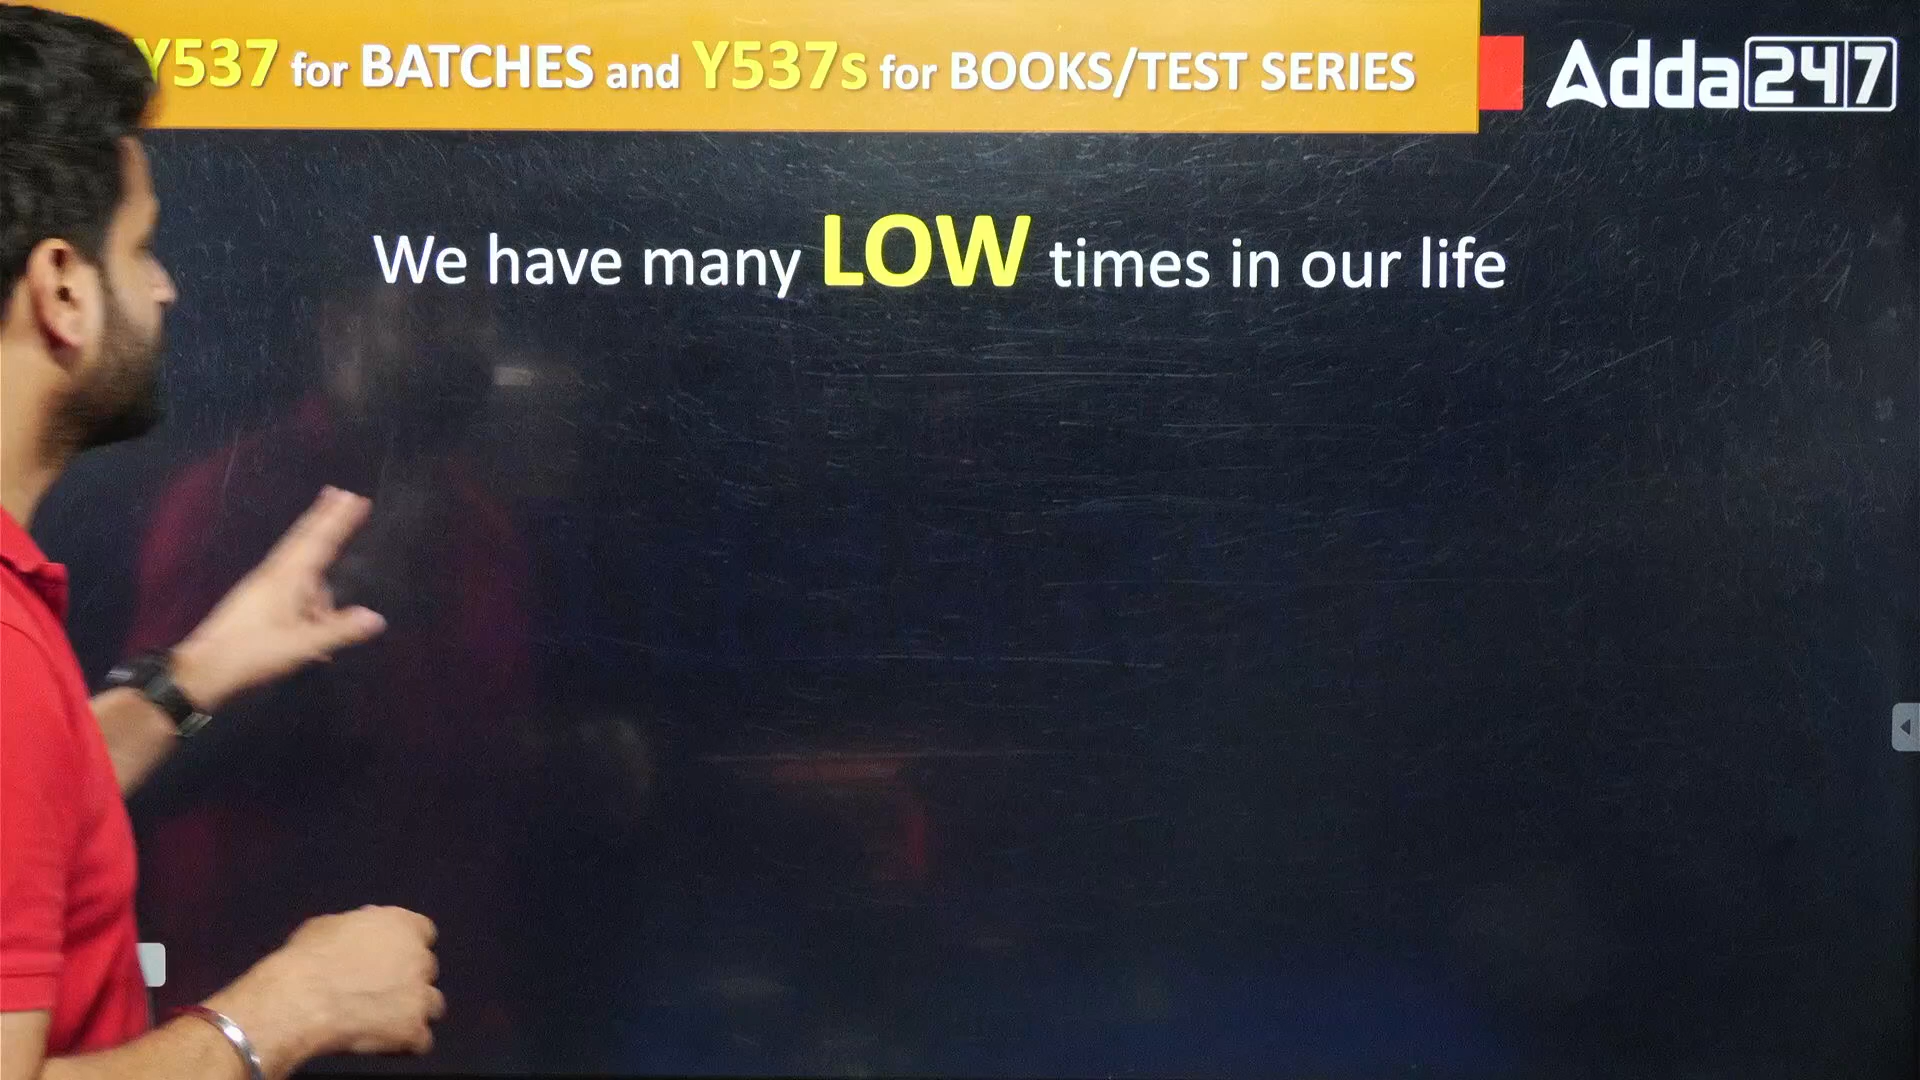 Y537 for BATCHES and Y537s for BOOKS/TEST SERIES
Adda247
We have many LOW times in our life